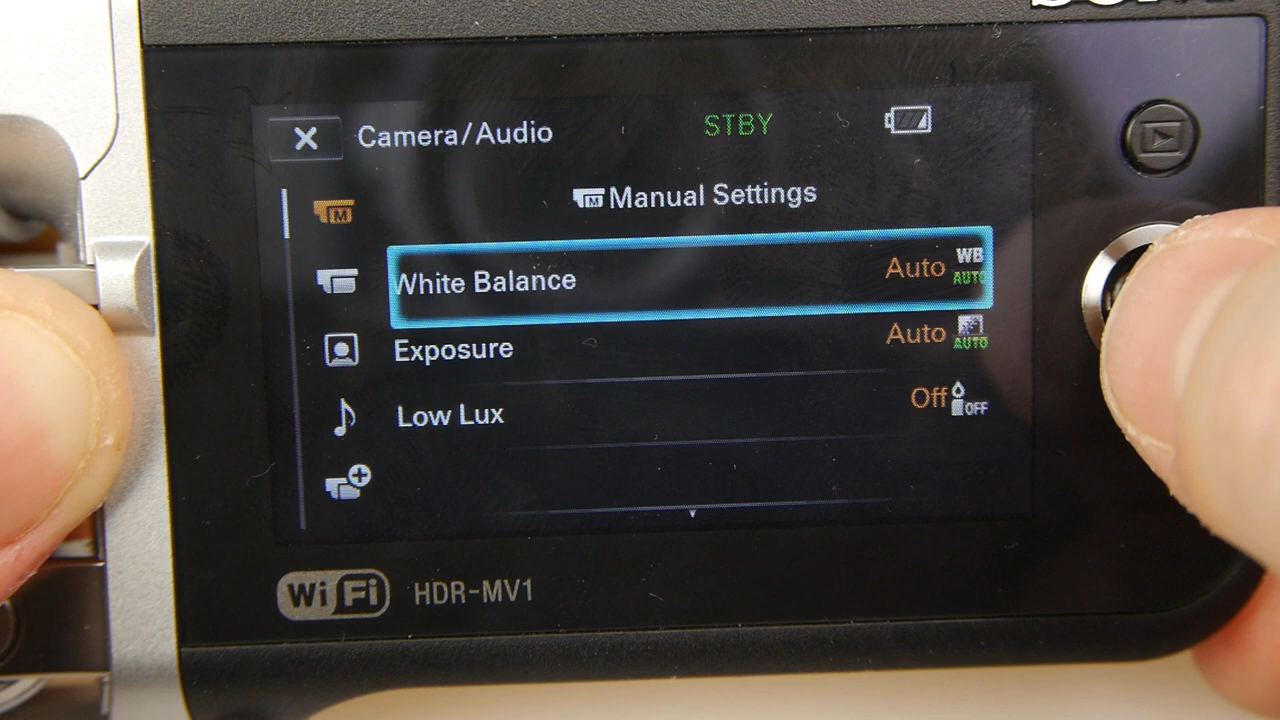 Camera/Audio STBY
M Manual Settings
M
White Balance Auto WB AUTO
Exposure Auto AUTO
Low Lux Off OFF
Wi Fi HDR-MV1